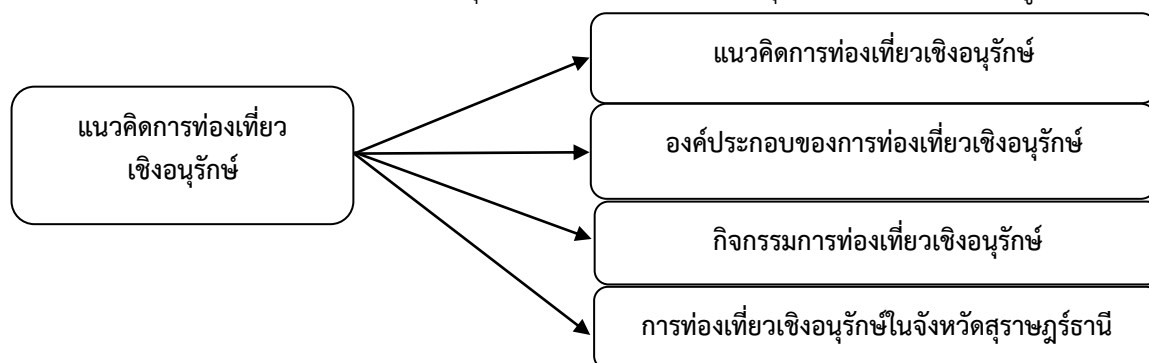 แนวคิดการท่องเที่ยวเชิงอนุรักษ์
แนวคิดการท่องเที่ยว
เชิงอนุรักษ์
องค์ประกอบของการท่องเที่ยวเชิงอนุรักษ์
กิจกรรมการท่องเที่ยวเชิงอนุรักษ์
การท่องเที่ยวเชิงอนุรักษ์ในจังหวัดสุราษฎร์ธานี